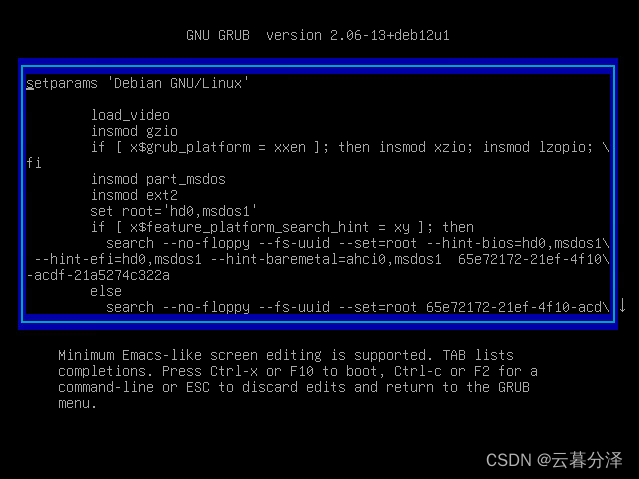 GNU GRUB  version 2.06-13+deb12u1
setparams 'Debian GNU/Linux'
load_video
insmod gzio
if [ x$grub_platform = xxen ]; then insmod xzio; insmod lzopio; \
fi
insmod part_msdos
insmod ext2
set root='hd0,msdos1'
if [ x$feature_platform_search_hint = xy ]; then
search --no-floppy --fs-uuid --set=root --hint-bios=hd0,msdos1\
--hint-efi=hd0,msdos1 --hint-baremetal=ahci0,msdos1  65e72172-21ef-4f10\
-acdf-21a5274c322a
else
search --no-floppy --fs-uuid --set=root 65e72172-21ef-4f10-acd\ ↓
Minimum Emacs-like screen editing is supported. TAB lists
completions. Press Ctrl-x or F10 to boot, Ctrl-c or F2 for a
command-line or ESC to discard edits and return to the GRUB
menu.
CSDN @云暮分泽